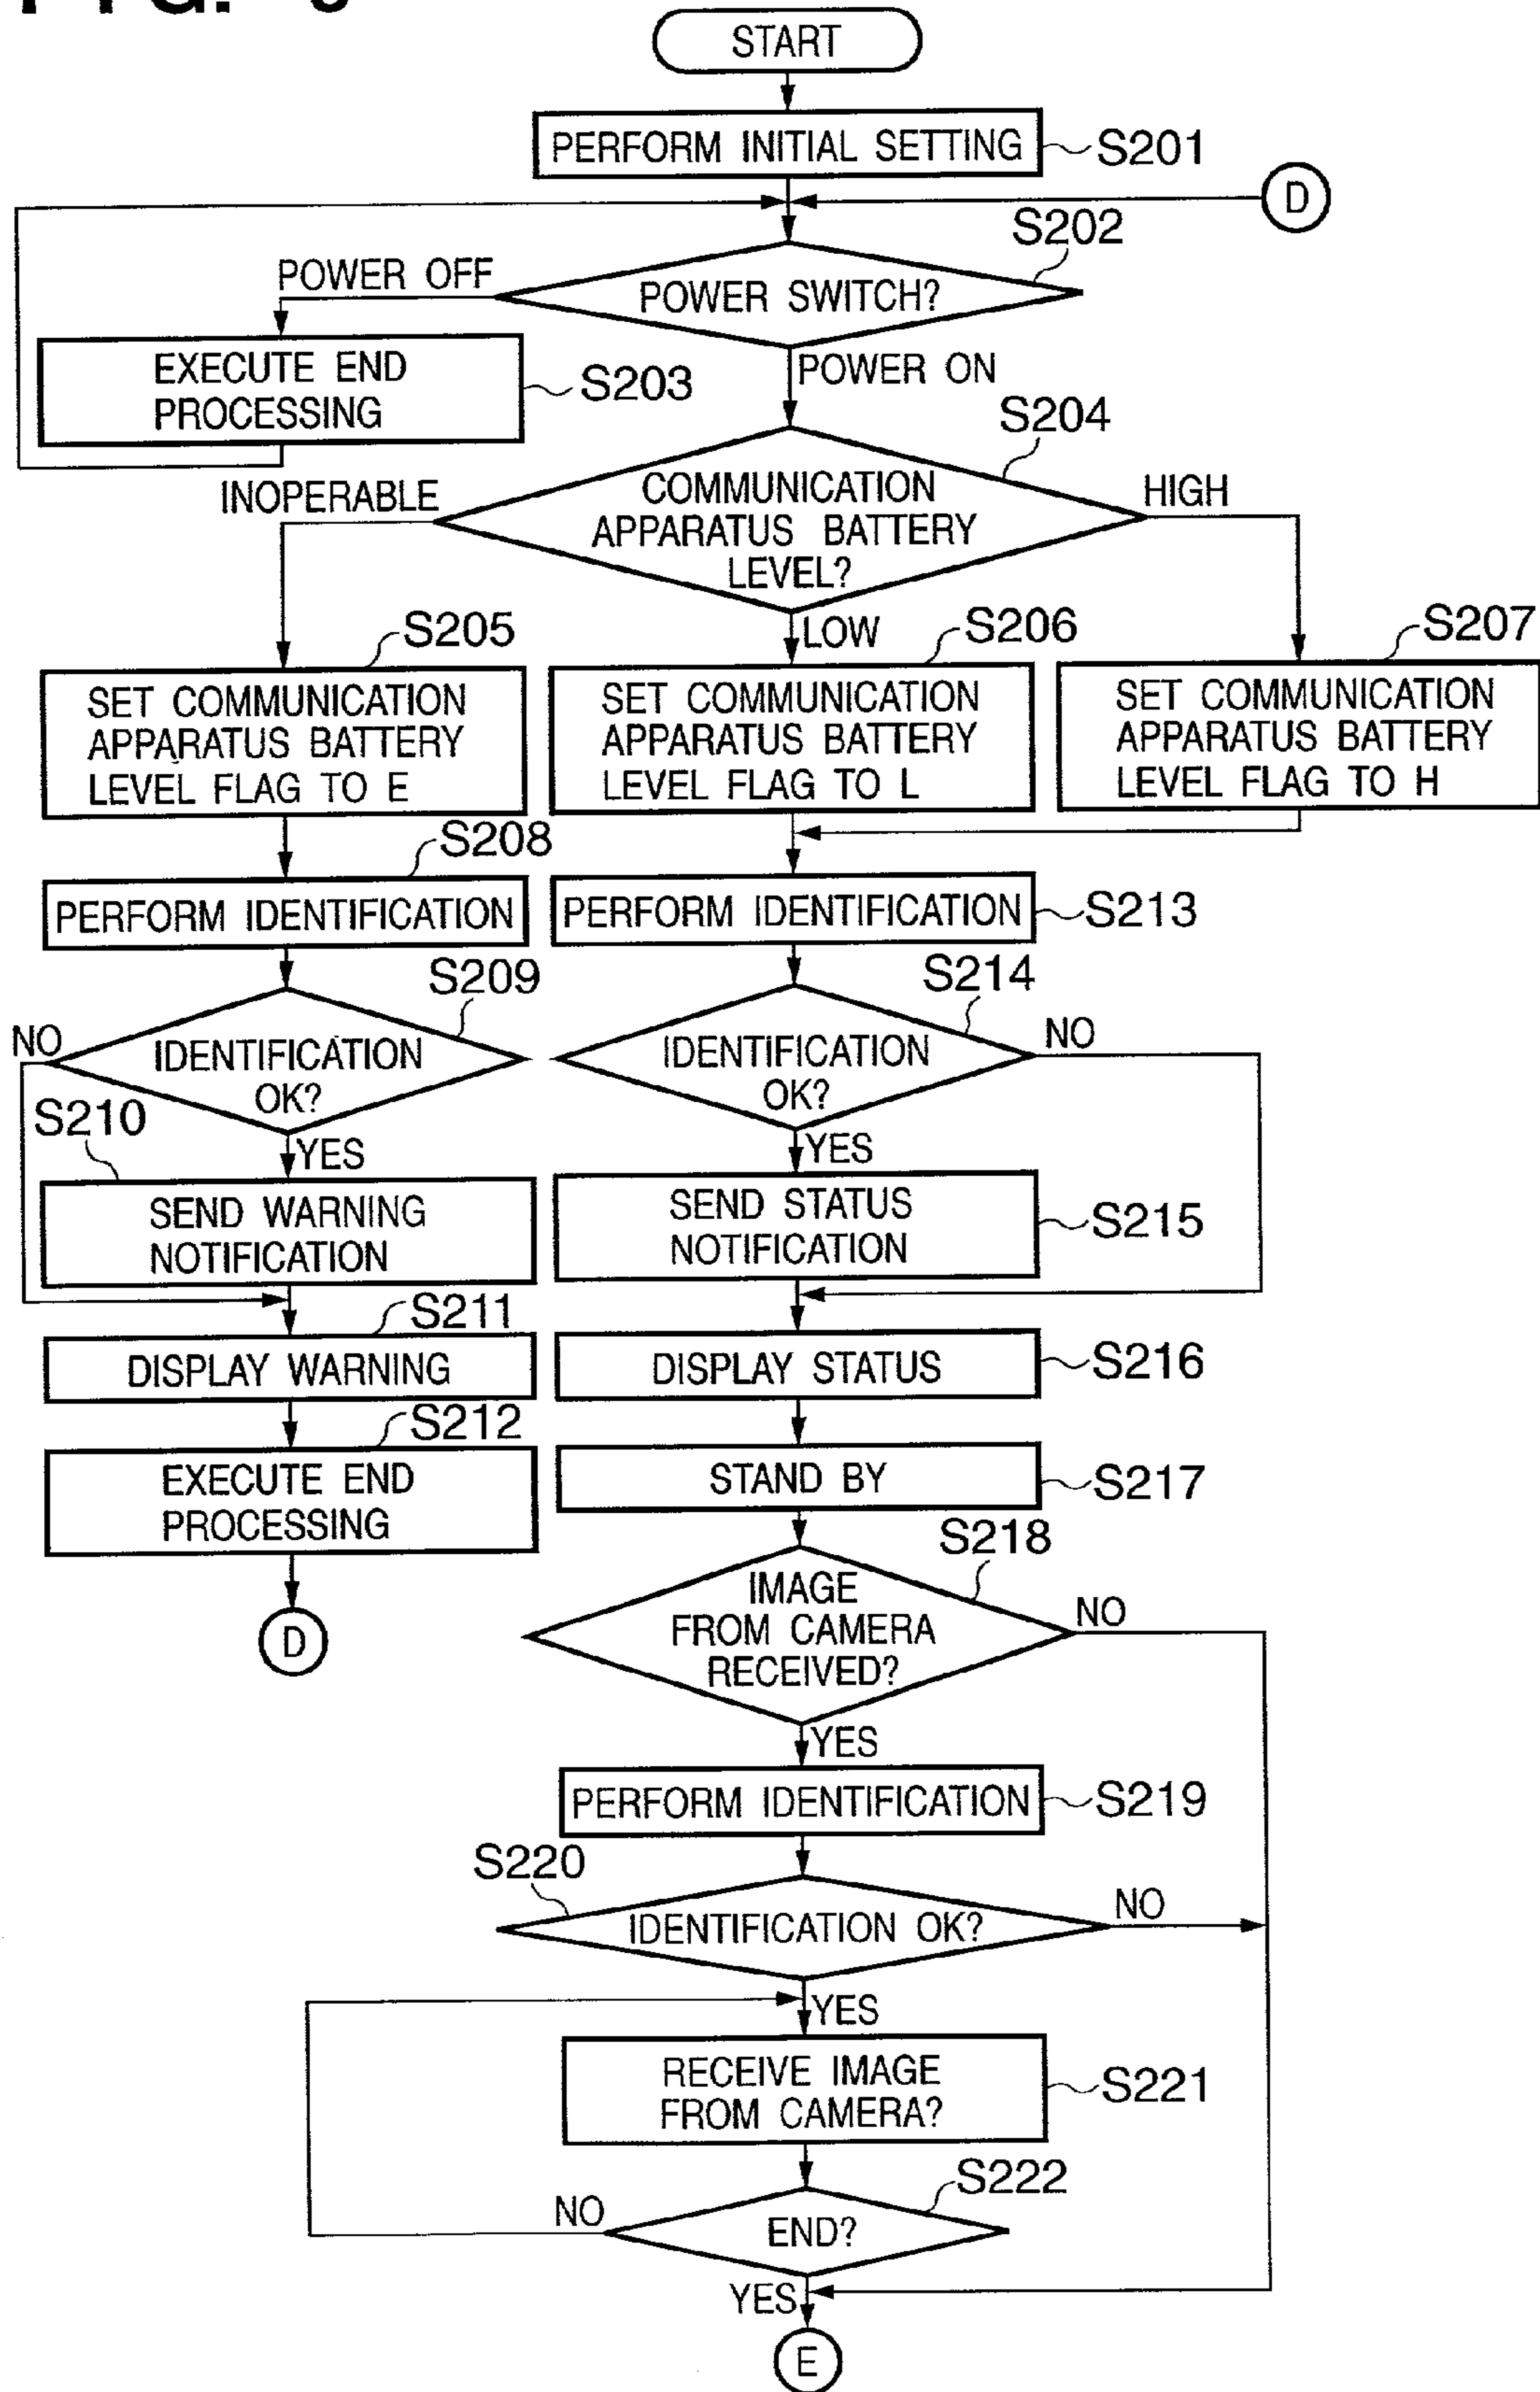 START
PERFORM INITIAL SETTING
S201
D
S202
POWER OFF
POWER SWITCH?
EXECUTE END
PROCESSING
S203
POWER ON
S204
INOPERABLE
COMMUNICATION
APPARATUS BATTERY
LEVEL?
HIGH
LOW
S205
S206
S207
SET COMMUNICATION
APPARATUS BATTERY
LEVEL FLAG TO E
SET COMMUNICATION
APPARATUS BATTERY
LEVEL FLAG TO L
SET COMMUNICATION
APPARATUS BATTERY
LEVEL FLAG TO H
S208
PERFORM IDENTIFICATION
PERFORM IDENTIFICATION
S213
S209
S214
NO
IDENTIFICATION
OK?
IDENTIFICATION
OK?
NO
S210
YES
YES
SEND WARNING
NOTIFICATION
SEND STATUS
NOTIFICATION
S215
S211
DISPLAY WARNING
DISPLAY STATUS
S216
S212
EXECUTE END
PROCESSING
STAND BY
S217
D
S218
IMAGE
FROM CAMERA
RECEIVED?
NO
YES
PERFORM IDENTIFICATION
S219
S220
IDENTIFICATION OK?
NO
YES
RECEIVE IMAGE
FROM CAMERA?
S221
S222
NO
END?
YES
E